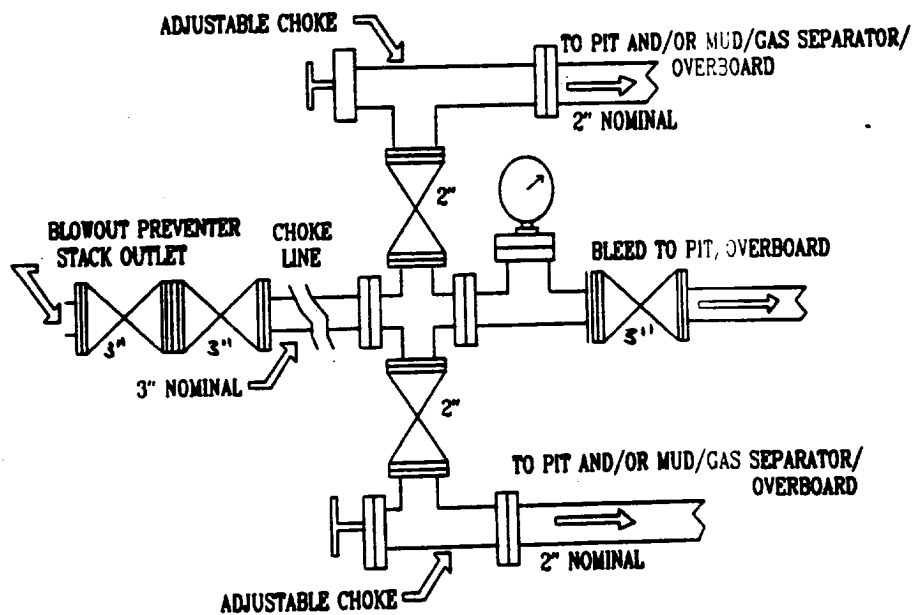 ADJUSTABLE CHOKE
TO PIT AND/OR MUD/GAS SEPARATOR/
OVERBOARD
2" NOMINAL
2"
BLOWOUT PREVENTER
STACK OUTLET
CHOKE
LINE
BLEED TO PIT, OVERBOARD
3"
3"
3"
3" NOMINAL
2"
TO PIT AND/OR MUD/GAS SEPARATOR/
OVERBOARD
2" NOMINAL
ADJUSTABLE CHOKE